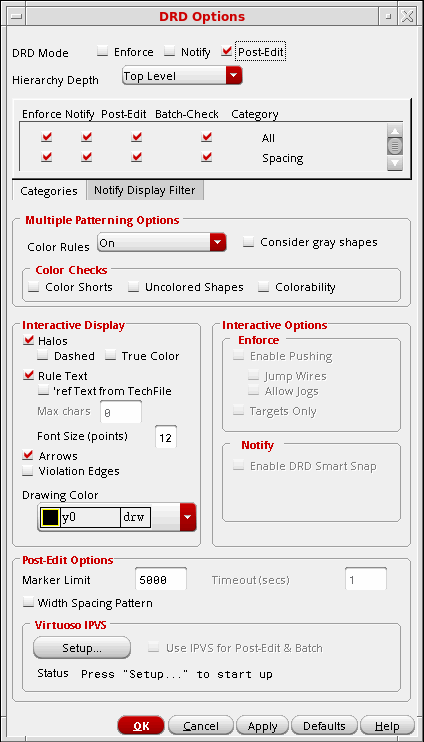 DRD Options
DRD Mode Enforce Notify Post-Edit
Hierarchy Depth Top Level
Enforce Notify Post-Edit Batch-Check Category
All
Spacing
Categories Notify Display Filter
Multiple Patterning Options
Color Rules On Consider gray shapes
Color Checks
Color Shorts Uncolored Shapes Colorability
Interactive Display
Halos
Dashed True Color
Rule Text
'ref Text from TechFile
Max chars 0
Font Size (points) 12
Arrows
Violation Edges
Drawing Color
y0 drw
Interactive Options
Enforce
Enable Pushing
Jump Wires
Allow Jogs
Targets Only
Notify
Enable DRD Smart Snap
Post-Edit Options
Marker Limit 5000 Timeout (secs) 1
Width Spacing Pattern
Virtuoso IPVS
Setup... Use IPVS for Post-Edit & Batch
Status Press "Setup..." to start up
OK Cancel Apply Defaults Help